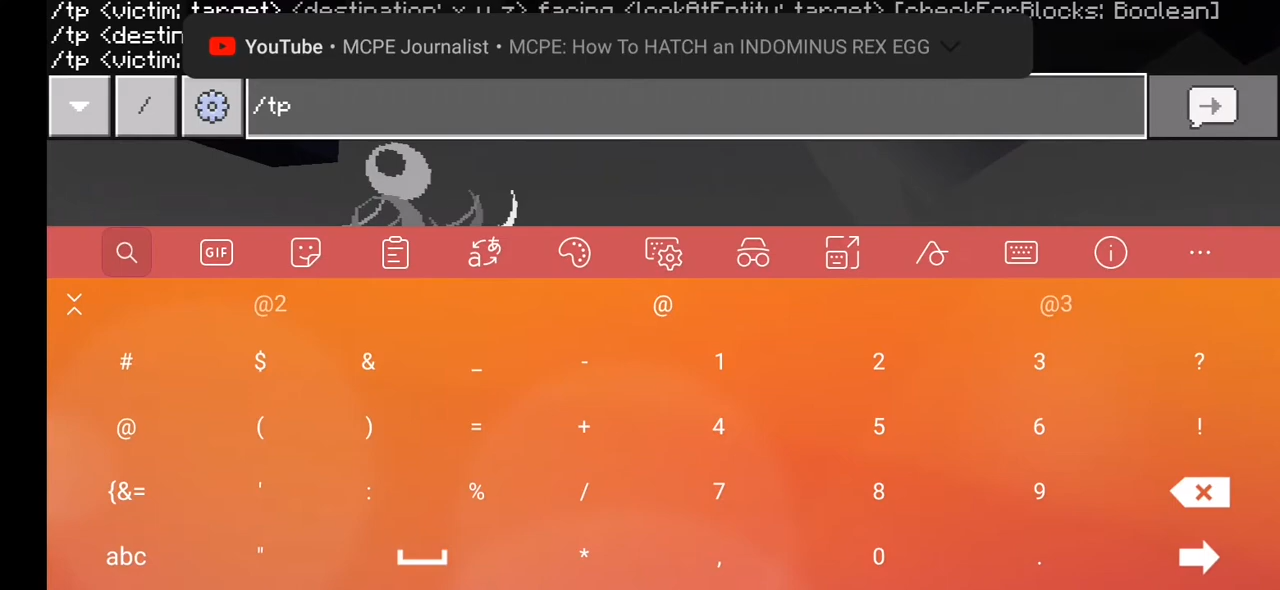 /tp <victim: target> <destination: x y z> facing <lookAtEntity: target> [checkForBlocks: Boolean]
/tp <destin
/tp <victim:
YouTube • MCPE Journalist • MCPE: How To HATCH an INDOMINUS REX EGG
/ /tp
GIF
@2 @ @3
# $ & _ - 1 2 3 ?
@ ( ) = + 4 5 6 !
{&= ' : % / 7 8 9
abc " * , 0 .